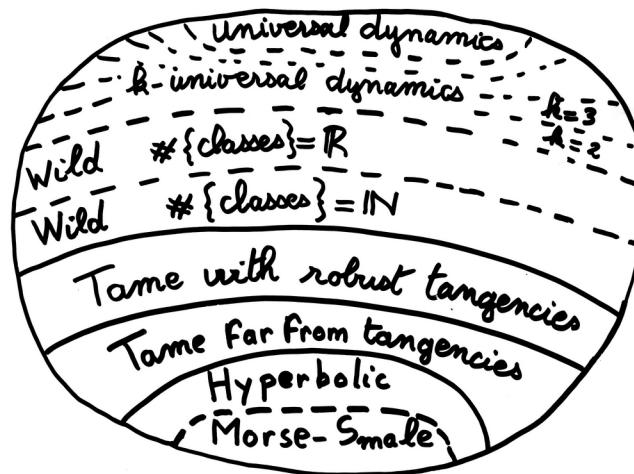 universal dynamics
k-universal dynamics
k=3
k=2
Wild #{classes}=ℝ
Wild #{classes}=ℕ
Tame with robust tangencies
Tame far from tangencies
Hyperbolic
Morse-Smale